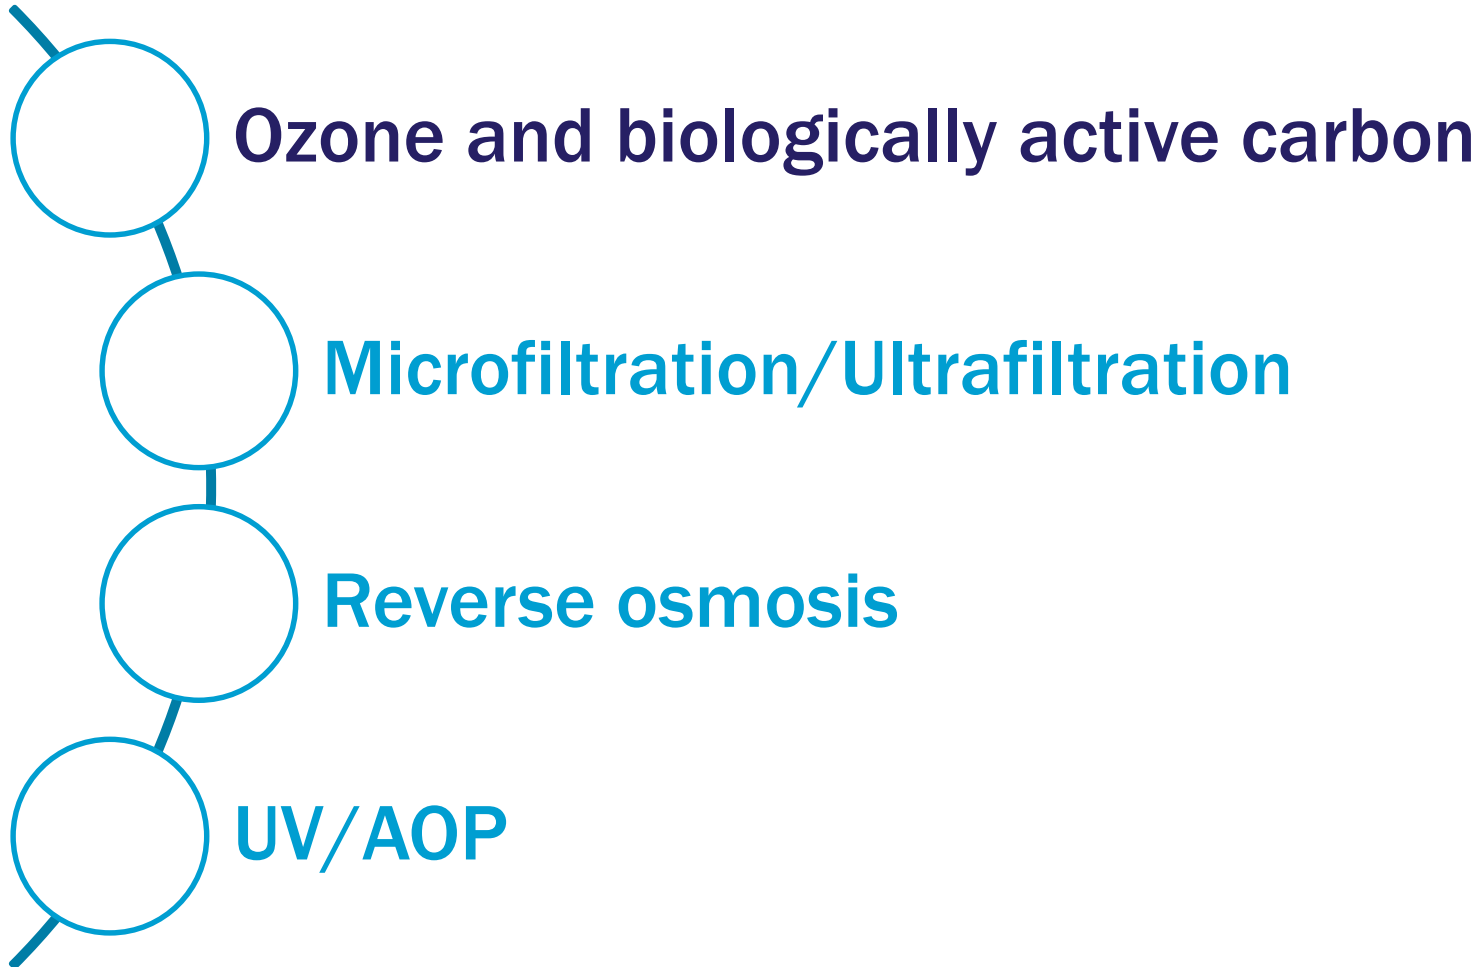 Ozone and biologically active carbon
Microfiltration/Ultrafiltration
Reverse osmosis
UV/AOP